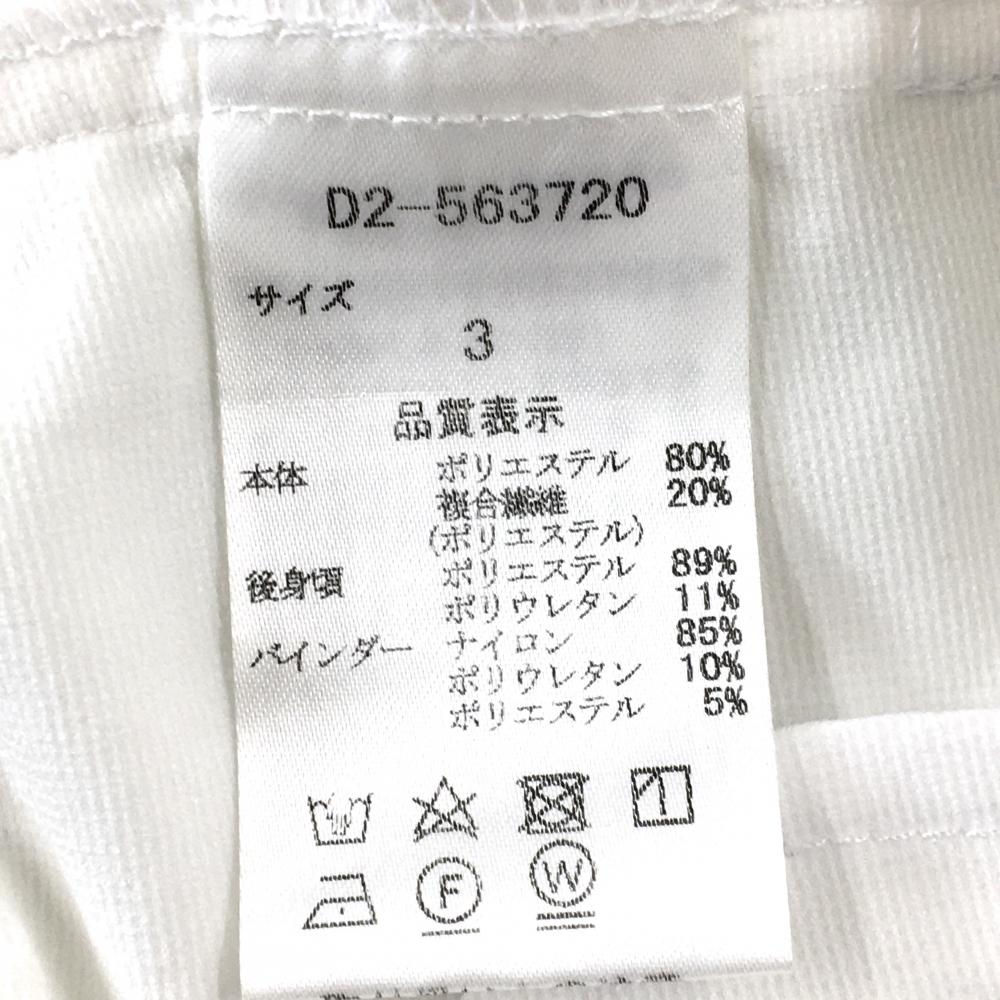 D2-563720
サイズ
3
品質表示
本体 ポリエステル 80%
複合繊維 20%
(ポリエステル)
後身頃 ポリエステル 89%
ポリウレタン 11%
バインダー ナイロン 85%
ポリウレタン 10%
ポリエステル 5%
F W